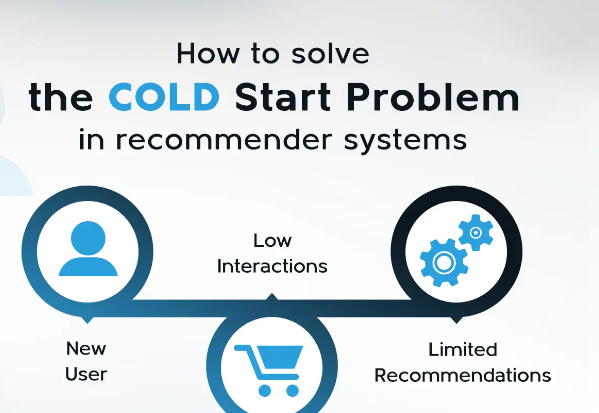 How to solve
the COLD Start Problem
in recommender systems
Low
Interactions
New
User
Limited
Recommendations